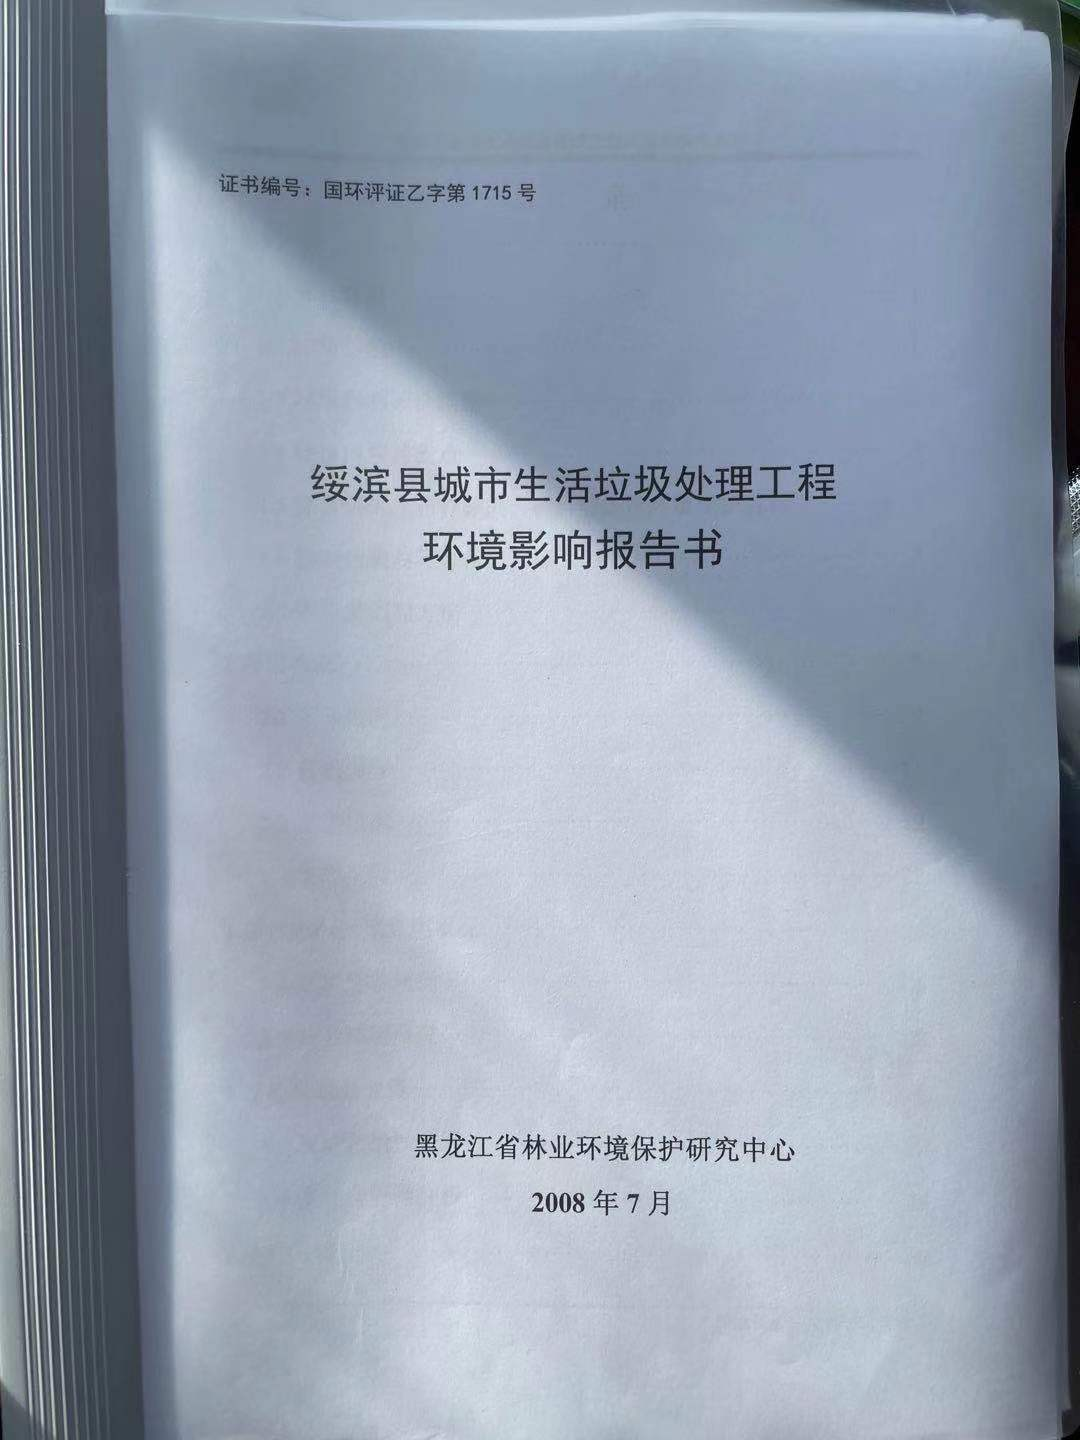 证书编号：国环评证乙字第 1715 号
绥滨县城市生活垃圾处理工程
环境影响报告书
黑龙江省林业环境保护研究中心
2008 年 7 月